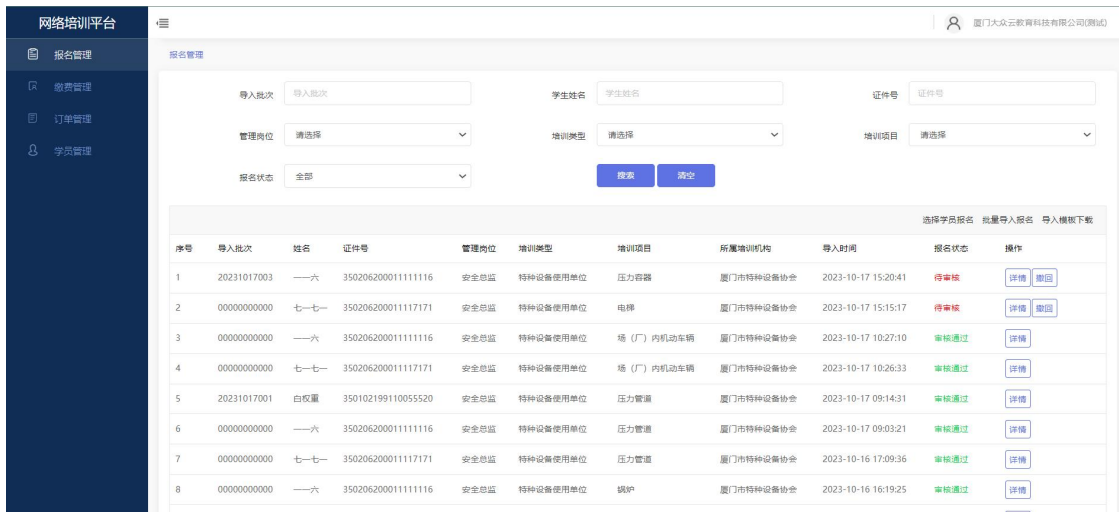 网络培训平台
厦门大众云教育科技有限公司(测试)
报名管理
缴费管理
订单管理
学员管理
报名管理
导入批次 导入批次 学生姓名 学生姓名 证件号 证件号
管理岗位 请选择 培训类型 请选择 培训项目 请选择
报名状态 全部 搜索 清空
选择学员报名 批量导入报名 导入模板下载
序号 导入批次 姓名 证件号 管理岗位 培训类型 培训项目 所属培训机构 导入时间 报名状态 操作
1 20231017003 一一六 350206200011111116 安全总监 特种设备使用单位 压力容器 厦门市特种设备协会 2023-10-17 15:20:41 待审核 详情 撤回
2 00000000000 七一七一 350206200011117171 安全总监 特种设备使用单位 电梯 厦门市特种设备协会 2023-10-17 15:15:17 待审核 详情 撤回
3 00000000000 一一六 350206200011111116 安全总监 特种设备使用单位 场（厂）内机动车辆 厦门市特种设备协会 2023-10-17 10:27:10 审核通过 详情
4 00000000000 七一七一 350206200011117171 安全总监 特种设备使用单位 场（厂）内机动车辆 厦门市特种设备协会 2023-10-17 10:26:33 审核通过 详情
5 20231017001 白权重 350102199110055520 安全总监 特种设备使用单位 压力管道 厦门市特种设备协会 2023-10-17 09:14:31 审核通过 详情
6 00000000000 一一六 350206200011111116 安全总监 特种设备使用单位 压力管道 厦门市特种设备协会 2023-10-17 09:03:21 审核通过 详情
7 00000000000 七一七一 350206200011117171 安全总监 特种设备使用单位 压力管道 厦门市特种设备协会 2023-10-16 17:09:36 审核通过 详情
8 00000000000 一一六 350206200011111116 安全总监 特种设备使用单位 锅炉 厦门市特种设备协会 2023-10-16 16:19:25 审核通过 详情